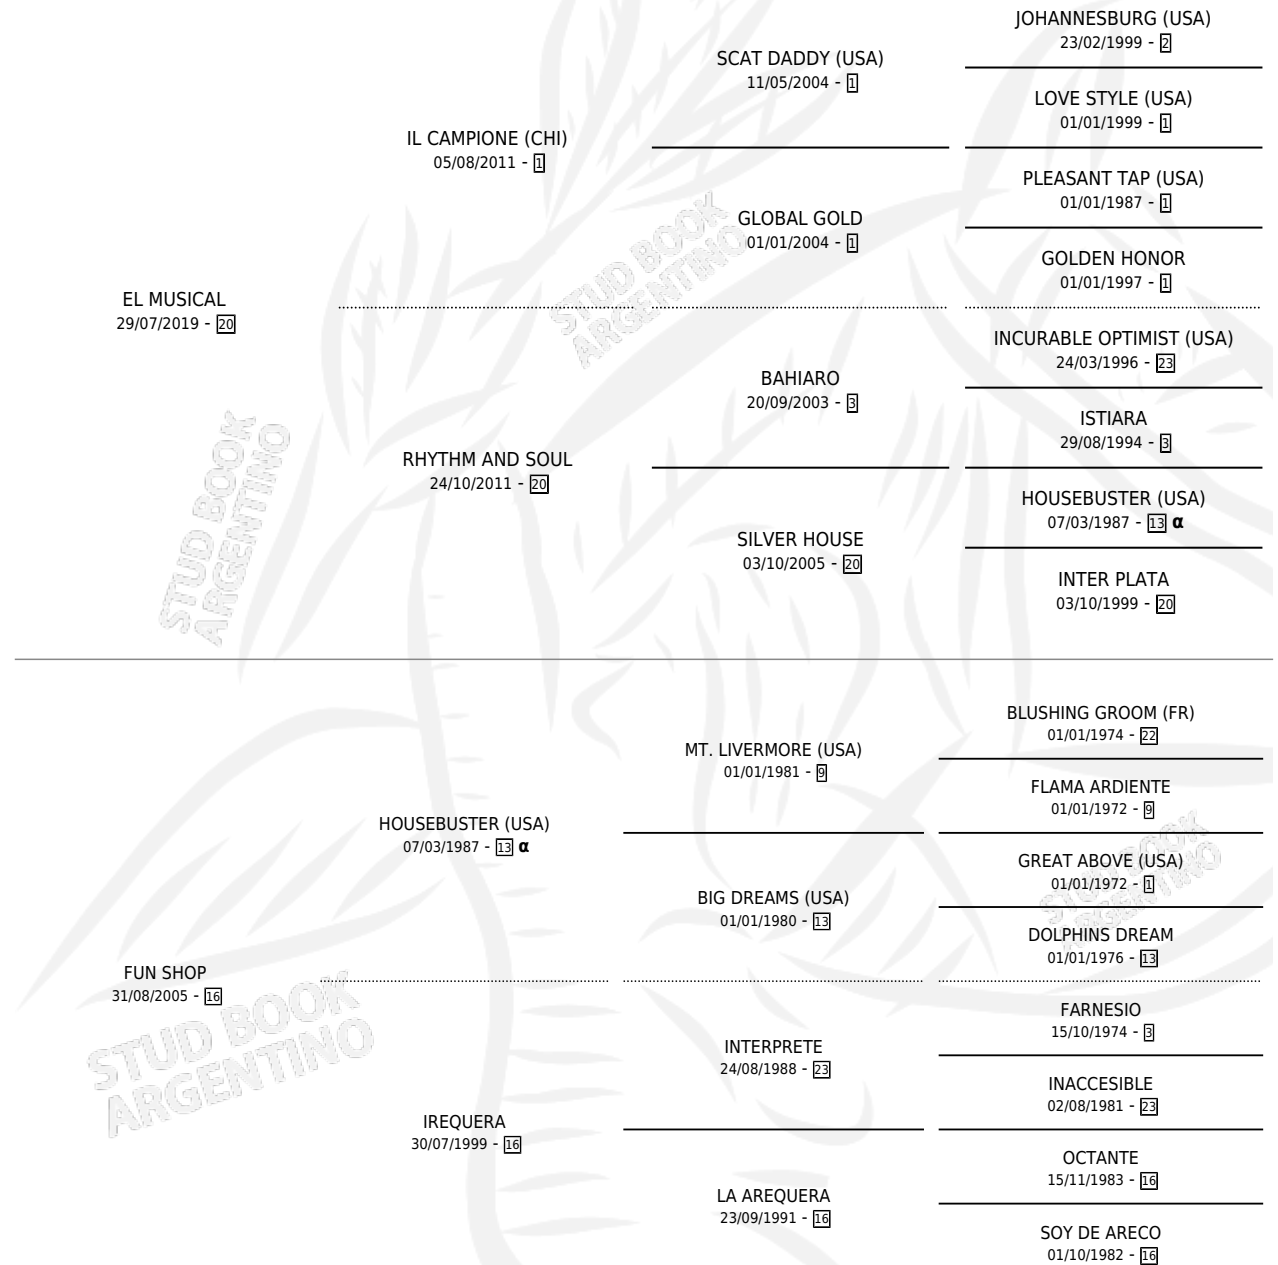 JOHANNESBURG (USA)
23/02/1999 - 2
SCAT DADDY (USA)
11/05/2004 - 1
LOVE STYLE (USA)
01/01/1999 - 1
IL CAMPIONE (CHI)
05/08/2011 - 1
PLEASANT TAP (USA)
01/01/1987 - 1
GLOBAL GOLD
01/01/2004 - 1
GOLDEN HONOR
01/01/1997 - 1
EL MUSICAL
29/07/2019 - 20
INCURABLE OPTIMIST (USA)
24/03/1996 - 23
BAHIARO
20/09/2003 - 3
ISTIARA
29/08/1994 - 3
RHYTHM AND SOUL
24/10/2011 - 20
HOUSEBUSTER (USA)
07/03/1987 - 13 α
SILVER HOUSE
03/10/2005 - 20
INTER PLATA
03/10/1999 - 20
BLUSHING GROOM (FR)
01/01/1974 - 22
MT. LIVERMORE (USA)
01/01/1981 - 9
FLAMA ARDIENTE
01/01/1972 - 9
HOUSEBUSTER (USA)
07/03/1987 - 13 α
GREAT ABOVE (USA)
01/01/1972 - 1
BIG DREAMS (USA)
01/01/1980 - 13
DOLPHINS DREAM
01/01/1976 - 13
FUN SHOP
31/08/2005 - 16
FARNESIO
15/10/1974 - 3
INTERPRETE
24/08/1988 - 23
INACCESIBLE
02/08/1981 - 23
IREQUERA
30/07/1999 - 16
OCTANTE
15/11/1983 - 16
LA AREQUERA
23/09/1991 - 16
SOY DE ARECO
01/10/1982 - 16
STUD BOOK
ARGENTINO
STUD BOOK
ARGENTINO
STUD BOOK
ARGENTINO
STUD BOOK
ARGENTINO